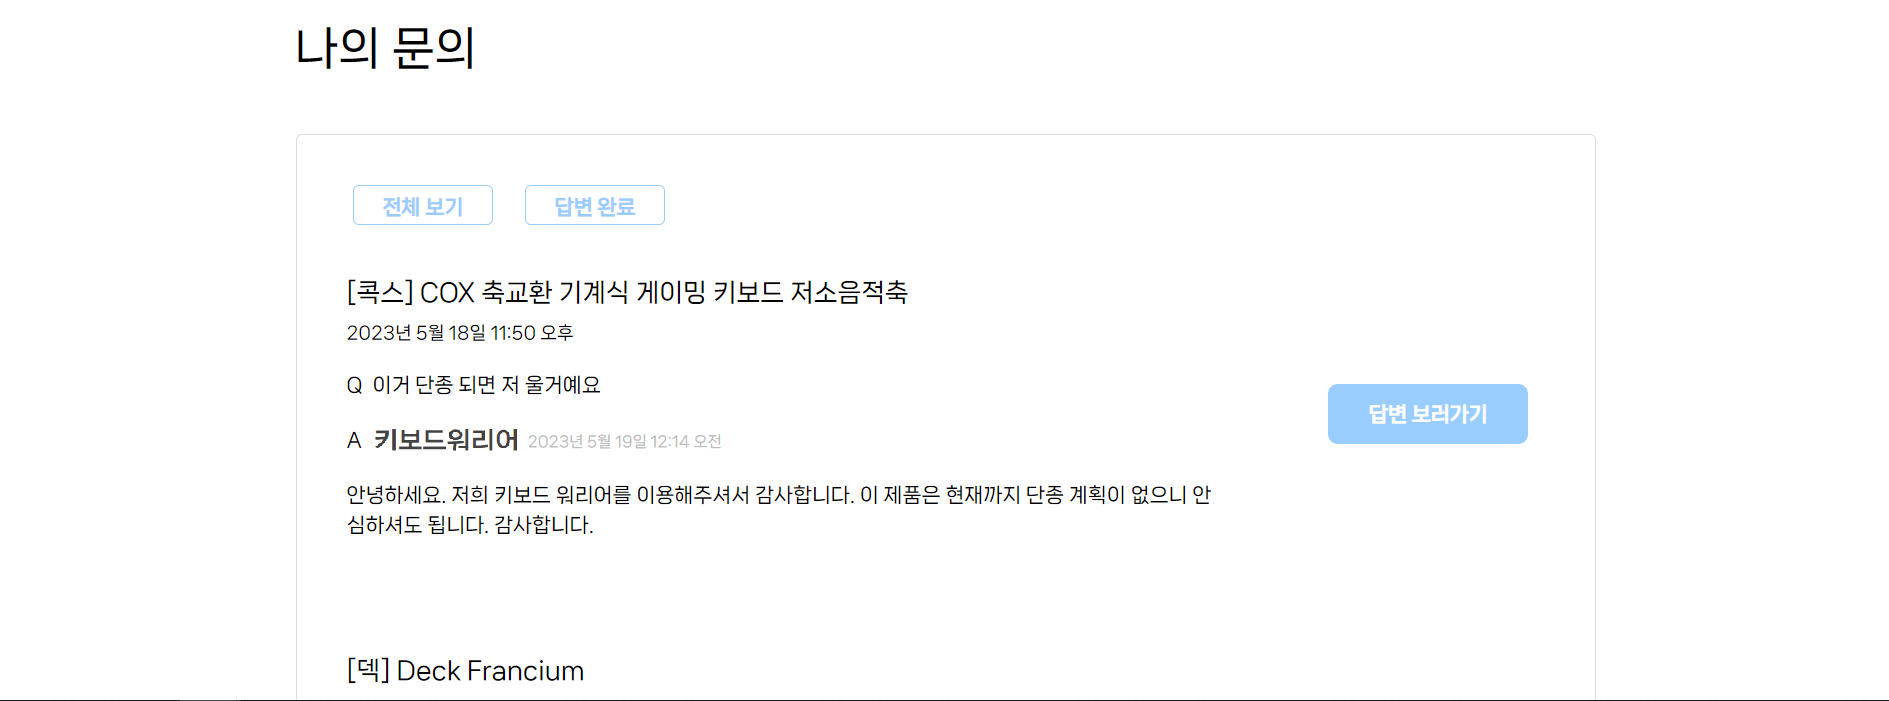 나의 문의
전체 보기 답변 완료
[콕스] COX 축교환 기계식 게이밍 키보드 저소음적축
2023년 5월 18일 11:50 오후
Q 이거 단종 되면 저 울거예요
답변 보러가기
A 키보드워리어 2023년 5월 19일 12:14 오전
안녕하세요. 저희 키보드 워리어를 이용해주셔서 감사합니다. 이 제품은 현재까지 단종 계획이 없으니 안
심하셔도 됩니다. 감사합니다.
[덱] Deck Francium